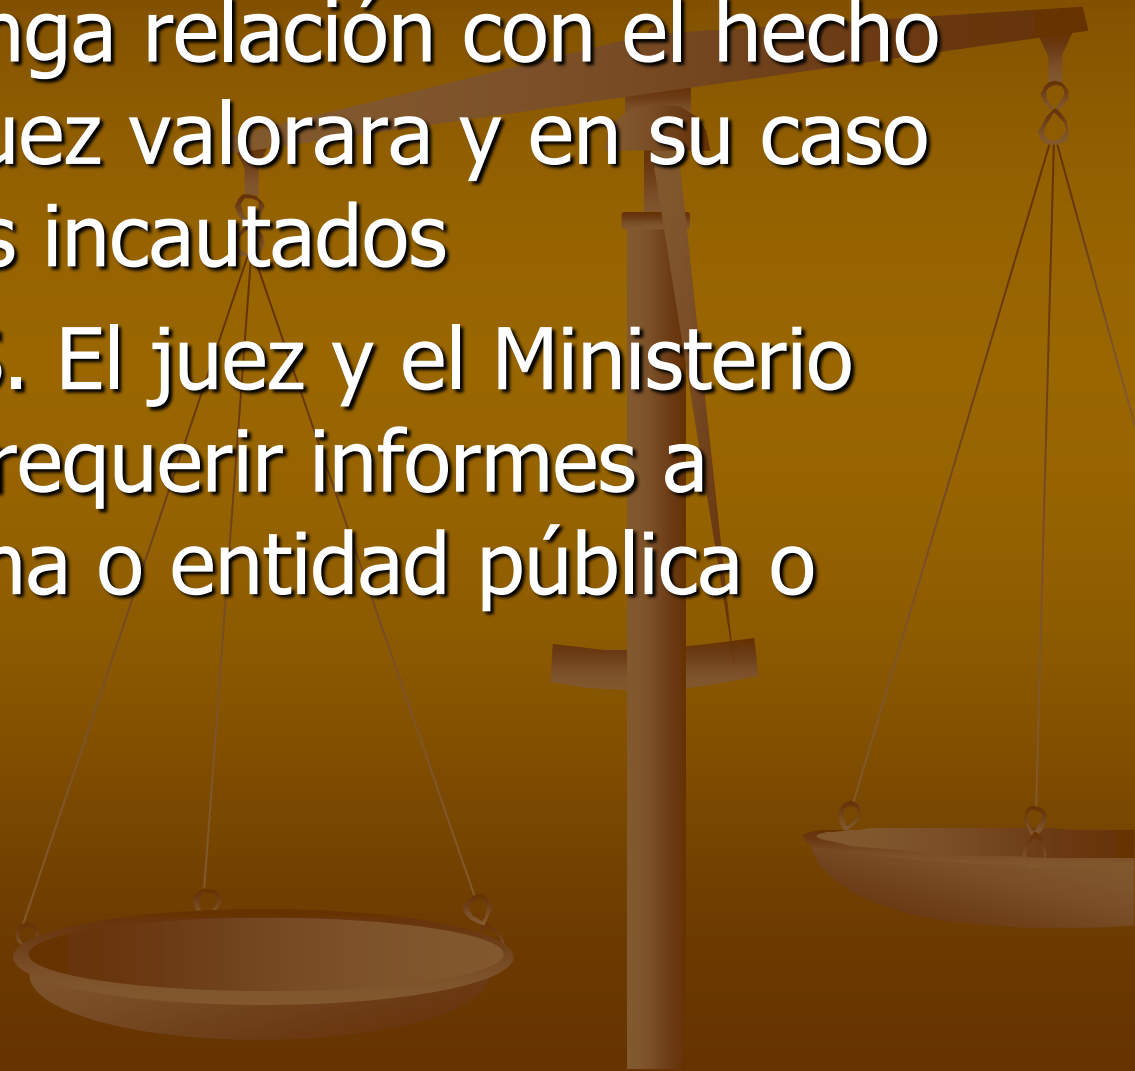 nga relación con el hecho
uez valorara y en su caso
s incautados
. El juez y el Ministerio
requerir informes a
na o entidad pública o